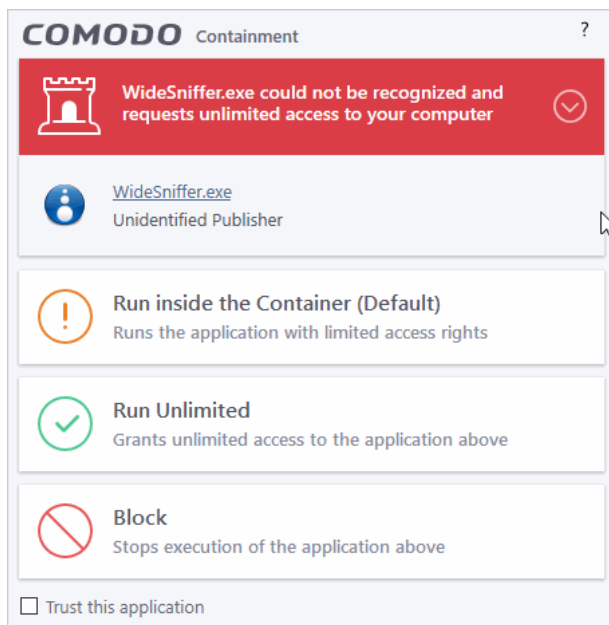 COMODO Containment ?
WideSniffer.exe could not be recognized and
requests unlimited access to your computer
WideSniffer.exe
Unidentified Publisher
Run inside the Container (Default)
Runs the application with limited access rights
Run Unlimited
Grants unlimited access to the application above
Block
Stops execution of the application above
Trust this application